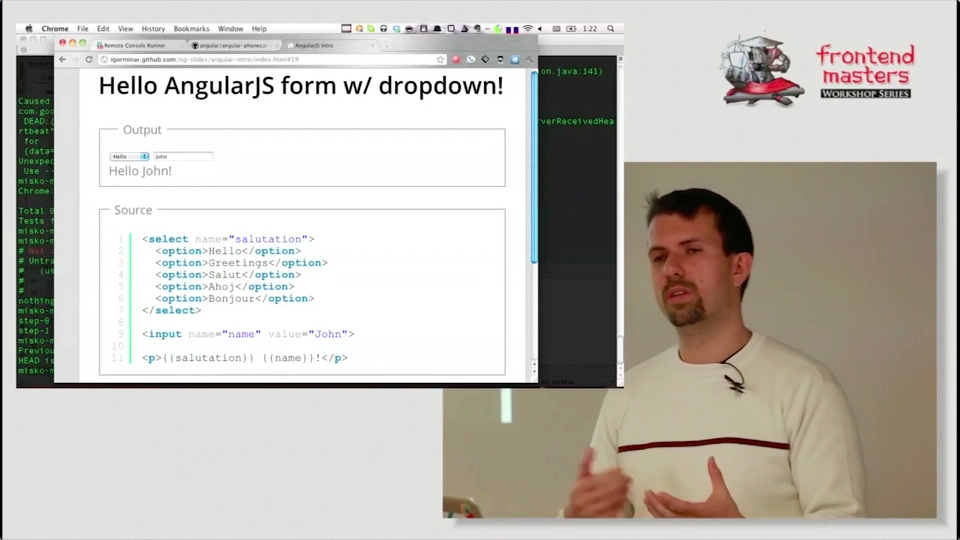 Chrome File Edit View History Bookmarks Window Help 1:22
Remote Console Runner
angular/angular-phonecat
AngularJS Intro
igorminar.github.com/ng-slides/angular-intro/index.html#19
Hello AngularJS form w/ dropdown!
Output
Hello John
Hello John!
Source
1 <select name="salutation">
2 <option>Hello</option>
3 <option>Greetings</option>
4 <option>Salut</option>
5 <option>Ahoj</option>
6 <option>Bonjour</option>
7 </select>
8
9 <input name="name" value="John">
10
11 <p>{{salutation}} {{name}}!</p>
Caused
com.goo
DEAD:(
rtbeat"
for
{data=
Unexpec
Use --
misko-m
Chrome:
Total
Tests f
misko-m
misko-m
# Not
# Untra
# (us
#
#
nothing
misko-m
step-0
step-1
misko-m
Previou
HEAD is
misko-m
on.java:141)
rverReceivedHea
frontend
masters
WORKSHOP SERIES